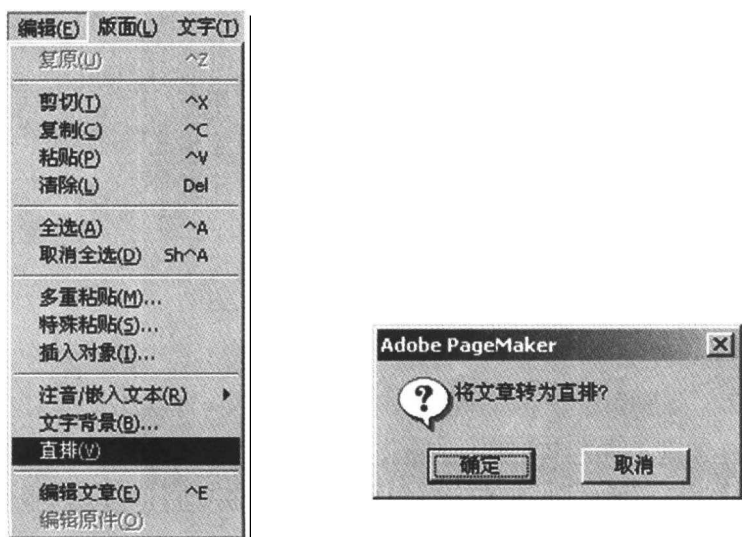 编辑(E) 版面(L) 文字(T)
复原(U) ^Z
剪切(T) ^X
复制(C) ^C
粘贴(P) ^V
清除(L) Del
全选(A) ^A
取消全选(D) Sh^A
多重粘贴(M)...
特殊粘贴(S)...
插入对象(I)...
注音/嵌入文本(R)
文字背景(B)...
直排(V)
编辑文章(E) ^E
编辑原件(O)
Adobe PageMaker
将文章转为直排?
确定 取消